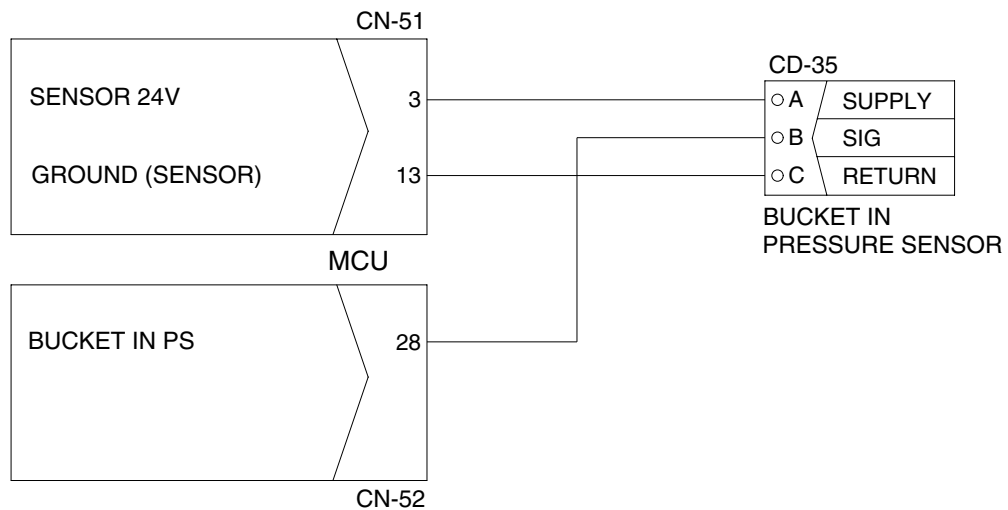 CN-51
SENSOR 24V
3
GROUND (SENSOR)
13
MCU
BUCKET IN PS
28
CN-52
CD-35
A SUPPLY
B SIG
C RETURN
BUCKET IN
PRESSURE SENSOR